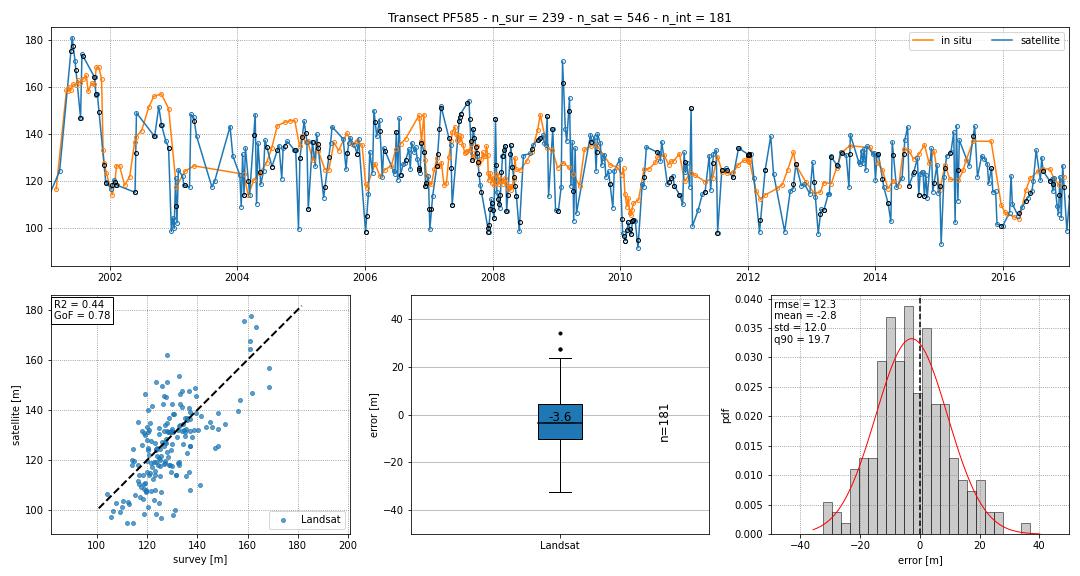 Transect PF585 - n_sur = 239 - n_sat = 546 - n_int = 181
in situ
satellite
180
160
140
120
100
2002
2004
2006
2008
2010
2012
2014
2016
R2 = 0.44
GoF = 0.78
satellite [m]
180
160
140
120
100
Landsat
100
120
140
160
180
200
survey [m]
error [m]
40
20
0
−20
−40
-3.6
n=181
Landsat
rmse = 12.3
mean = -2.8
std = 12.0
q90 = 19.7
pdf
0.040
0.035
0.030
0.025
0.020
0.015
0.010
0.005
0.000
−40
−20
0
20
40
error [m]